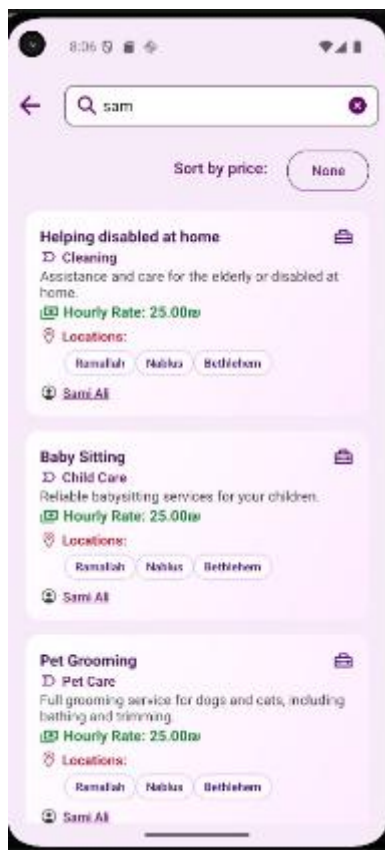 8:06
sam
Sort by price: None
Helping disabled at home
Cleaning
Assistance and care for the elderly or disabled at
home.
Hourly Rate: 25.00₪
Locations:
Ramallah Nablus Bethlehem
Sami Ali
Baby Sitting
Child Care
Reliable babysitting services for your children.
Hourly Rate: 25.00₪
Locations:
Ramallah Nablus Bethlehem
Sami Ali
Pet Grooming
Pet Care
Full grooming service for dogs and cats, including
bathing and trimming.
Hourly Rate: 25.00₪
Locations:
Ramallah Nablus Bethlehem
Sami Ali